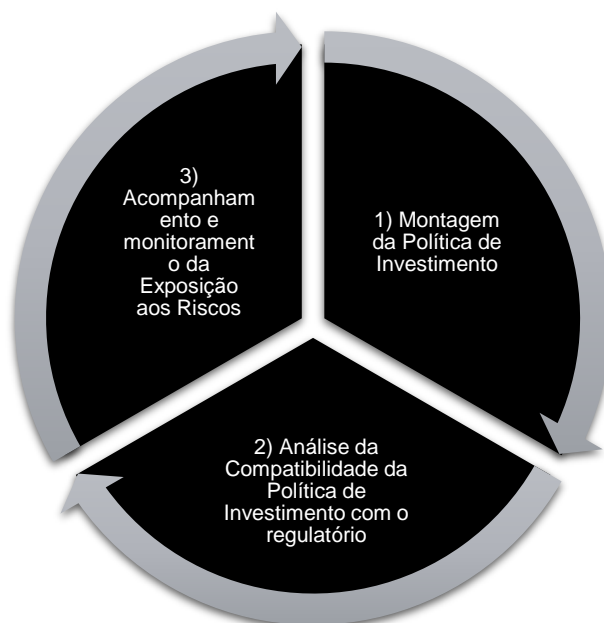 1) Montagem
da Política de
Investimento
2) Análise da
Compatibilidade da
Política de
Investimento com o
regulatório
3)
Acompanham
ento e
monitorament
o da
Exposição
aos Riscos